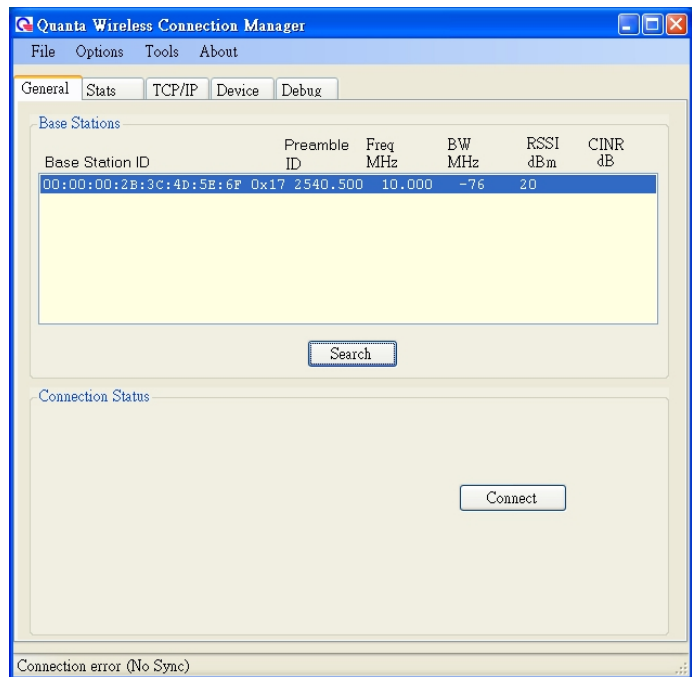 Quanta Wireless Connection Manager
File Options Tools About
General Stats TCP/IP Device Debug
Base Stations
Base Station ID Preamble ID Freq MHz BW MHz RSSI dBm CINR dB
00:00:00:2B:3C:4D:5E:6F 0x17 2540.500 10.000 -76 20
Search
Connection Status
Connect
Connection error (No Sync)